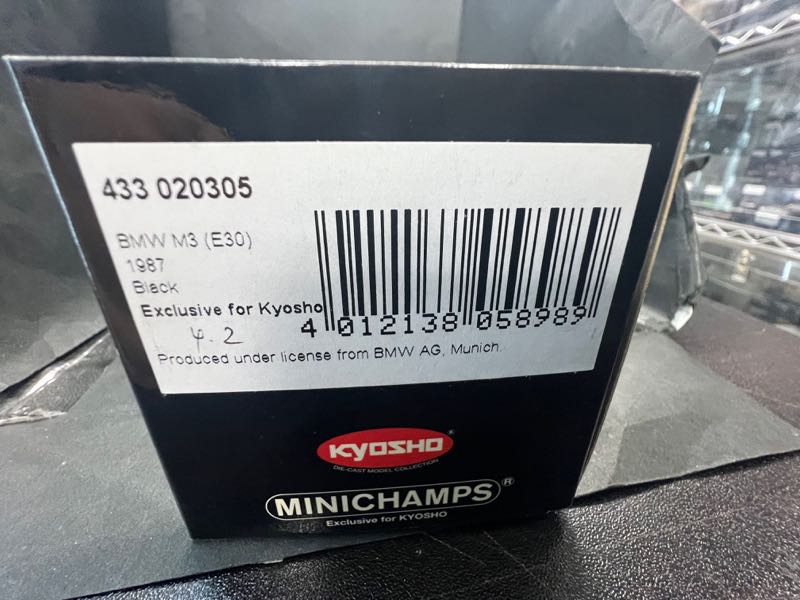 433 020305
BMW M3 (E30)
1987
Black
Exclusive for Kyosho
4.2
4 012138 058989
Produced under license from BMW AG, Munich.
KYOSHO®
DIE-CAST MODEL COLLECTION
MINICHAMPS®
Exclusive for KYOSHO